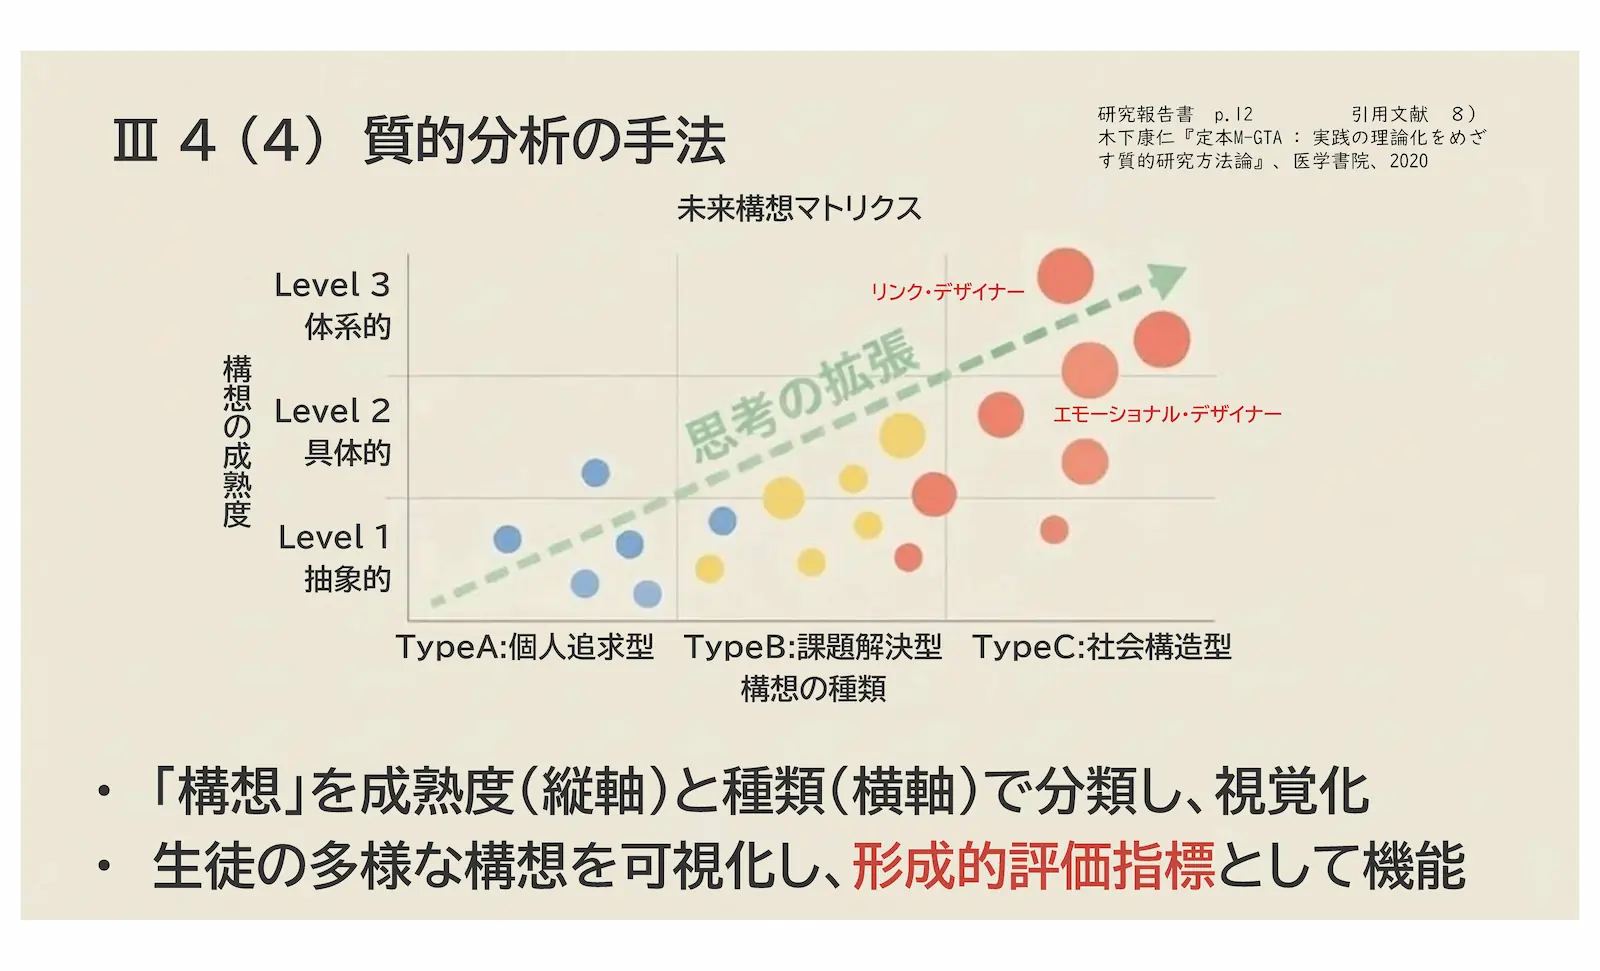 Ⅲ 4（4） 質的分析の手法
研究報告書 p.12 引用文献 8）
木下康仁『定本M-GTA：実践の理論化をめざ
す質的研究方法論』、医学書院、2020
未来構想マトリクス
Level 3
体系的
リンク・デザイナー
思考の拡張
構想の成熟度
Level 2
具体的
エモーショナル・デザイナー
Level 1
抽象的
TypeA:個人追求型 TypeB:課題解決型 TypeC:社会構造型
構想の種類
・「構想」を成熟度（縦軸）と種類（横軸）で分類し、視覚化
・ 生徒の多様な構想を可視化し、形成的評価指標として機能